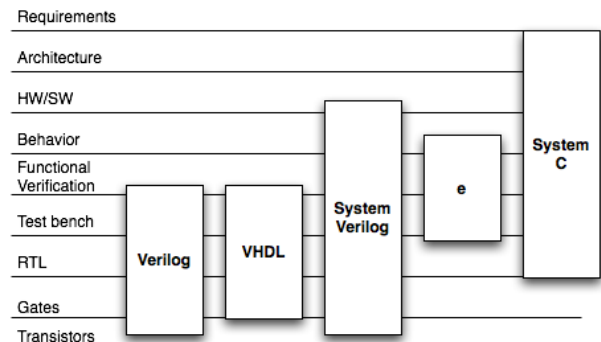 Requirements
Architecture
HW/SW
Behavior
Functional
Verification
Test bench
RTL
Gates
Transistors
Verilog
VHDL
System
Verilog
e
System
C